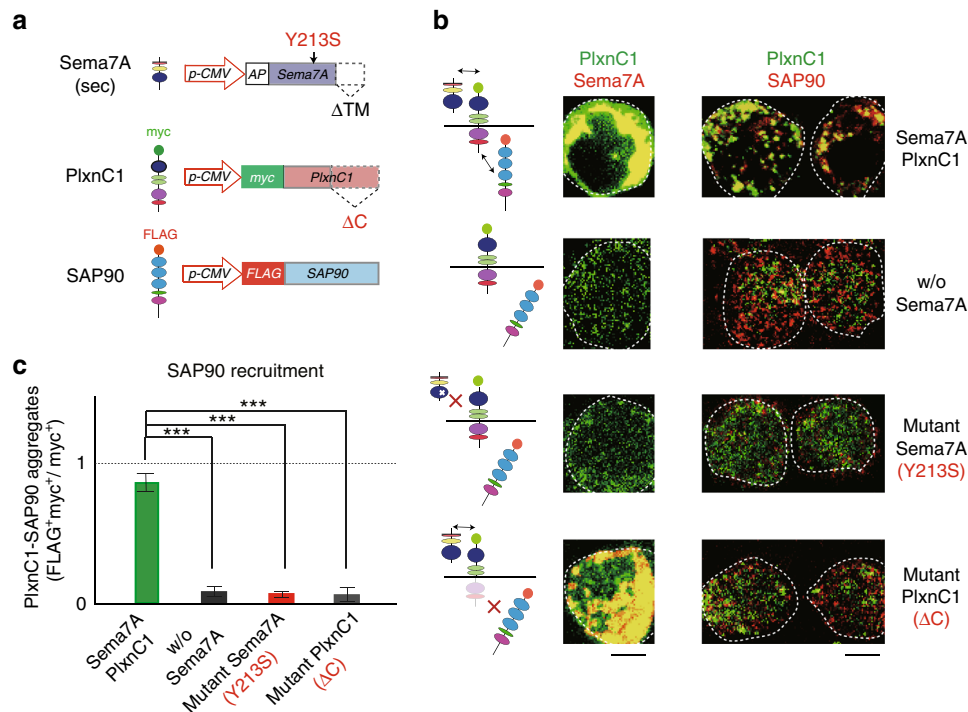 a
Sema7A
(sec)
p-CMV
AP
Sema7A
Y213S
ΔTM
myc
PlxnC1
p-CMV
myc
PlxnC1
ΔC
FLAG
SAP90
p-CMV
FLAG
SAP90
b
PlxnC1
Sema7A
PlxnC1
SAP90
Sema7A
PlxnC1
w/o
Sema7A
Mutant
Sema7A
(Y213S)
Mutant
PlxnC1
(ΔC)
c
SAP90 recruitment
PlxnC1-SAP90 aggregates
(FLAG⁺myc⁺ / myc⁺)
1
0
***
***
***
Sema7A
PlxnC1
w/o
Sema7A
Mutant Sema7A
(Y213S)
Mutant PlxnC1
(ΔC)